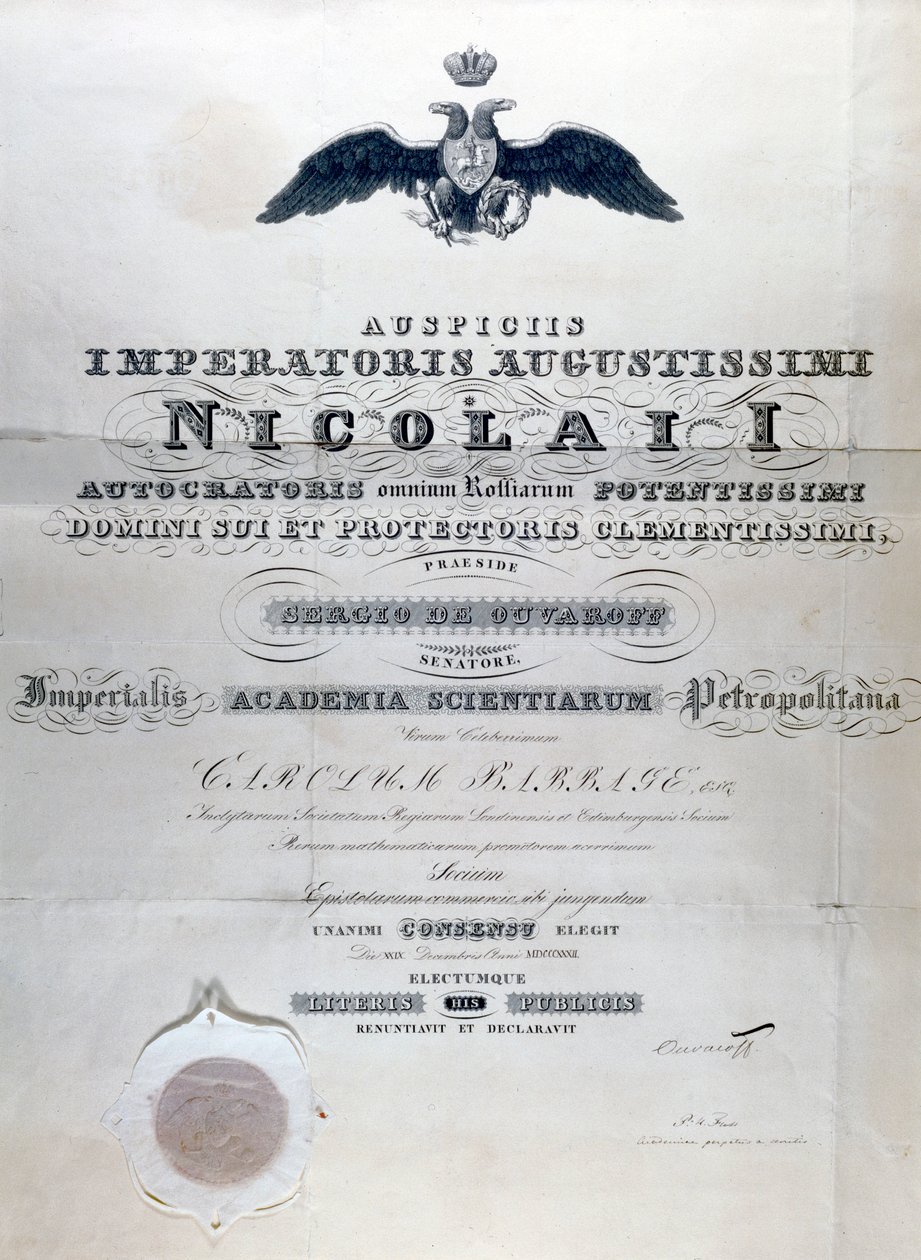 AUSPICIIS
IMPERATORIS AUGUSTISSIMI
NICOLAI I
AUTOCRATORIS omnium Rossiarum POTENTISSIMI
DOMINI SUI ET PROTECTORIS CLEMENTISSIMI,
PRAESIDE
SERGIO DE OUVAROFF
SENATORE,
Imperialis ACADEMIA SCIENTIARUM Petropolitana
Virum Celeberrimum
CAROLUM BABBAGE, ESQ.
Inclytarum Societatum Regiarum Londinensis et Edimburgensis Socium
Rerum mathematicarum promotorem acerrimum
Socium
Epistolarum commercio sibi jungendum
UNANIMI CONSENSU ELEGIT
Die XXIX. Decembris Anni MDCCCXXXII.
ELECTUMQUE
LITERIS HIS PUBLICIS
RENUNTIAVIT ET DECLARAVIT
Ouvaroff.
P. H. Fuss